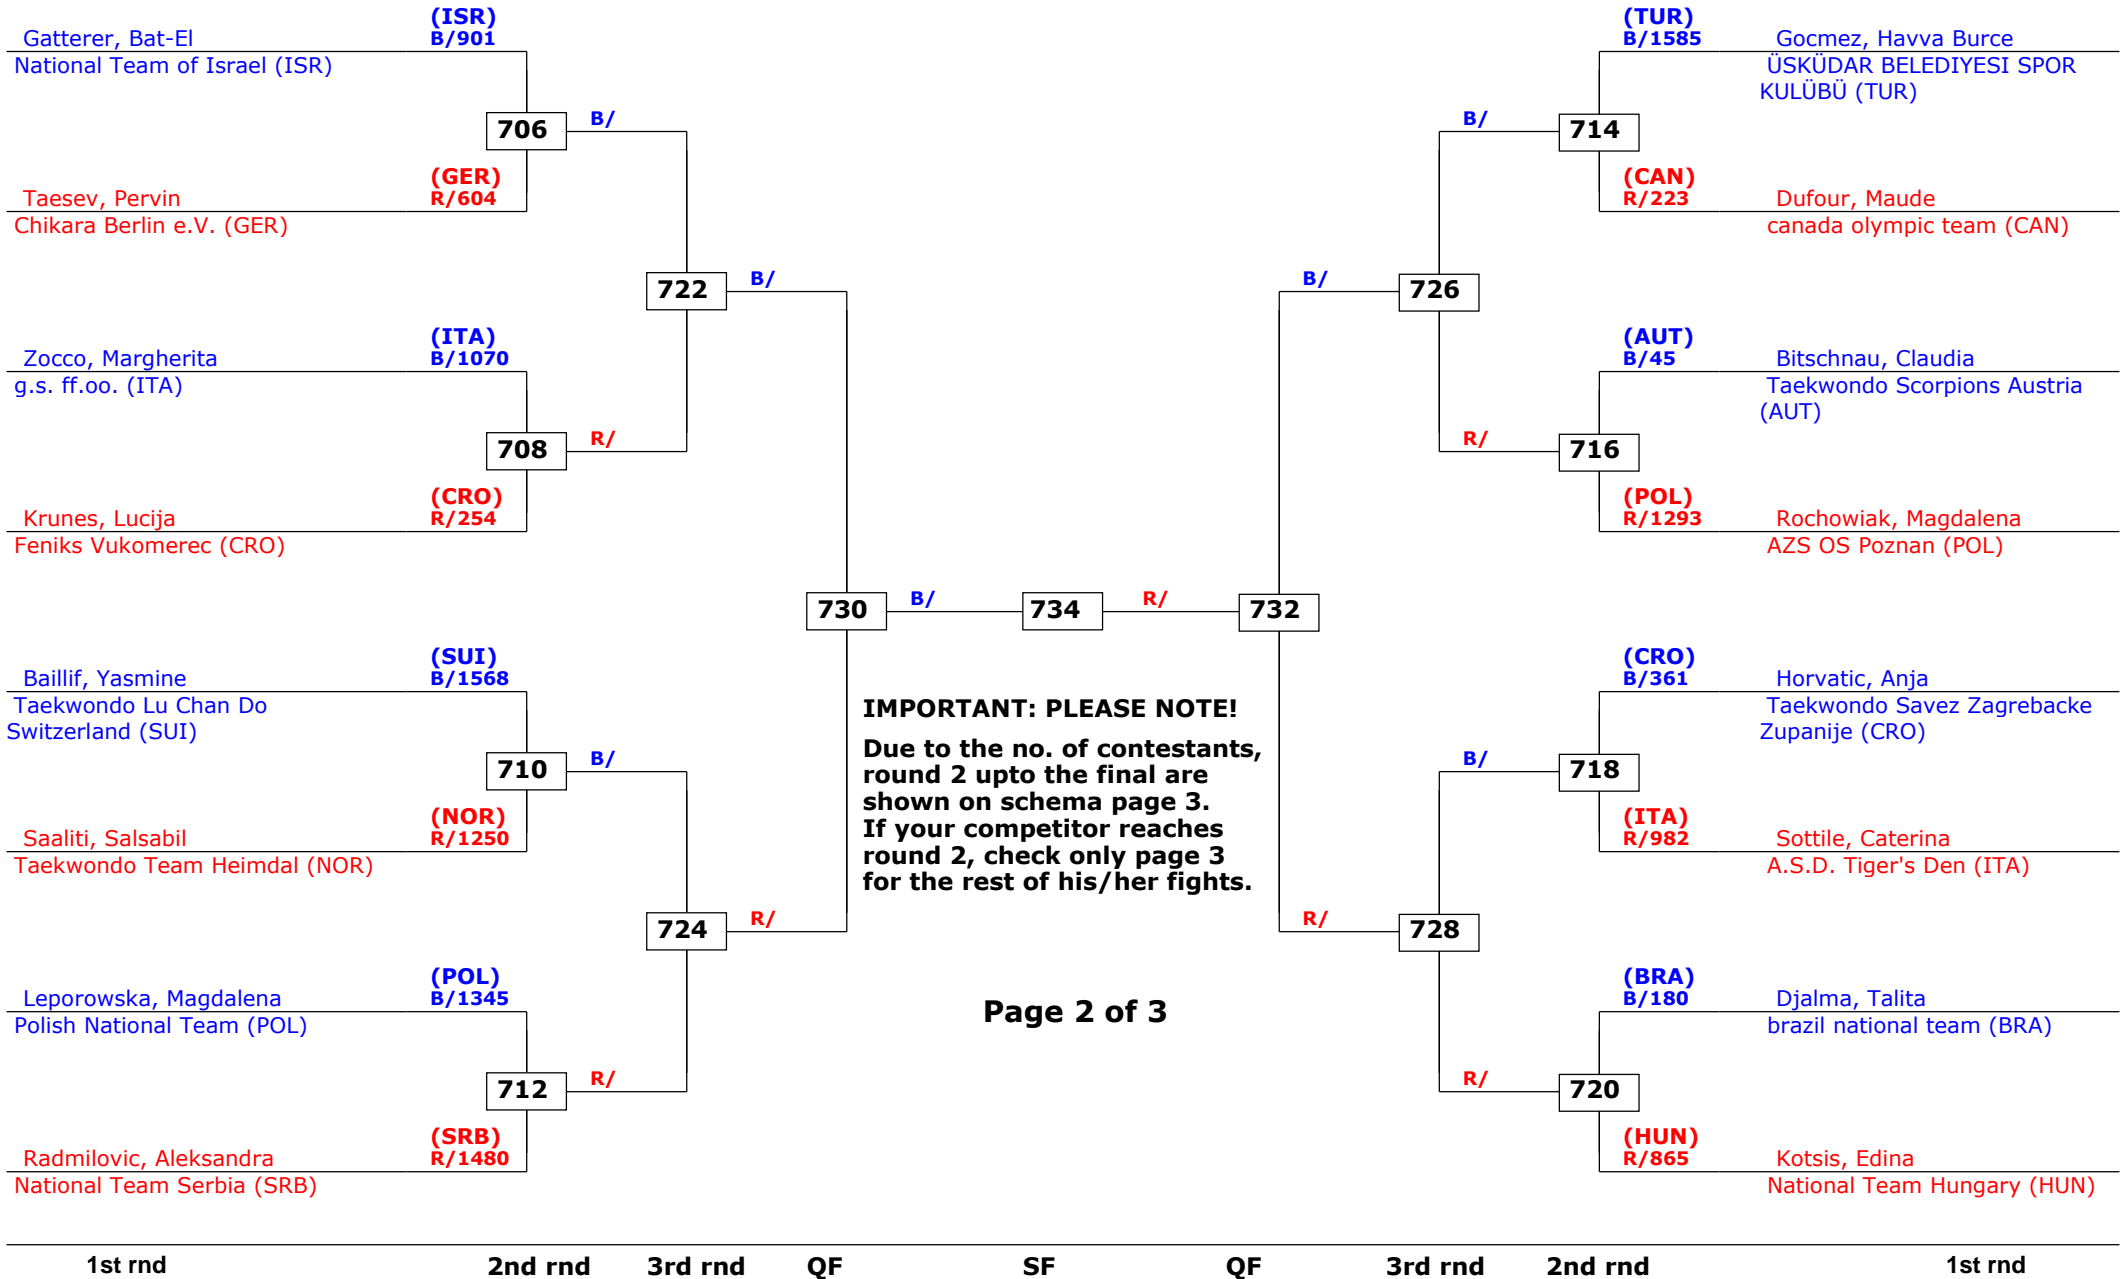 (ISR)
Gatterer, Bat-El B/901
National Team of Israel (ISR)
706 B/
(GER)
Taesev, Pervin R/604
Chikara Berlin e.V. (GER)
722 B/
(ITA)
Zocco, Margherita B/1070
g.s. ff.oo. (ITA)
708 R/
(CRO)
Krunes, Lucija R/254
Feniks Vukomerec (CRO)
730 B/
(SUI)
Baillif, Yasmine B/1568
Taekwondo Lu Chan Do
Switzerland (SUI)
710 B/
(NOR)
Saaliti, Salsabil R/1250
Taekwondo Team Heimdal (NOR)
724 R/
(POL)
Leporowska, Magdalena B/1345
Polish National Team (POL)
712 R/
(SRB)
Radmilovic, Aleksandra R/1480
National Team Serbia (SRB)
734
IMPORTANT: PLEASE NOTE!
Due to the no. of contestants,
round 2 upto the final are
shown on schema page 3.
If your competitor reaches
round 2, check only page 3
for the rest of his/her fights.
Page 2 of 3
(TUR)
B/1585 Gocmez, Havva Burce
ÜSKÜDAR BELEDIYESI SPOR
KULÜBÜ (TUR)
B/ 714
(CAN)
R/223 Dufour, Maude
canada olympic team (CAN)
B/ 726
(AUT)
B/45 Bitschnau, Claudia
Taekwondo Scorpions Austria
(AUT)
R/ 716
(POL)
R/1293 Rochowiak, Magdalena
AZS OS Poznan (POL)
R/ 732
(CRO)
B/361 Horvatic, Anja
Taekwondo Savez Zagrebacke
Zupanije (CRO)
B/ 718
(ITA)
R/982 Sottile, Caterina
A.S.D. Tiger's Den (ITA)
R/ 728
(BRA)
B/180 Djalma, Talita
brazil national team (BRA)
R/ 720
(HUN)
R/865 Kotsis, Edina
National Team Hungary (HUN)
1st rnd 2nd rnd 3rd rnd QF SF QF 3rd rnd 2nd rnd 1st rnd